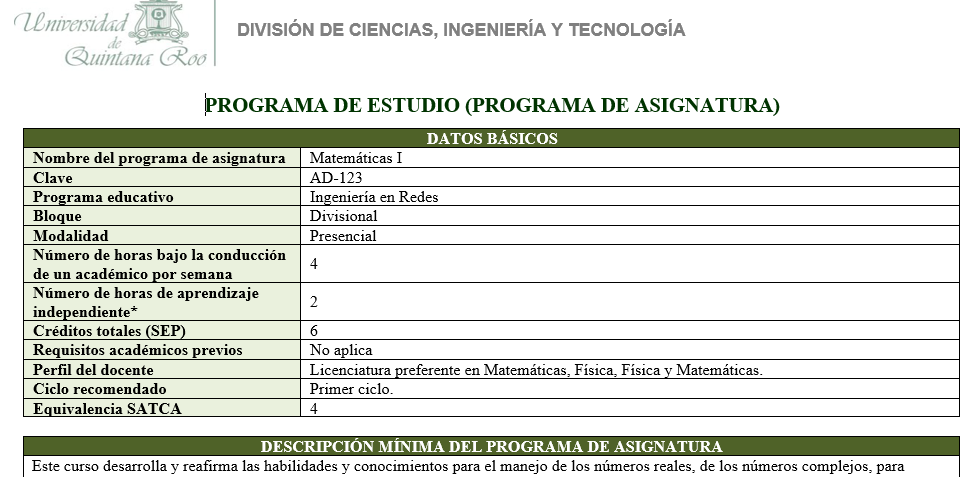 Universidad
de
Quintana Roo
DIVISIÓN DE CIENCIAS, INGENIERÍA Y TECNOLOGÍA
PROGRAMA DE ESTUDIO (PROGRAMA DE ASIGNATURA)
DATOS BÁSICOS
Nombre del programa de asignatura Matemáticas I
Clave AD-123
Programa educativo Ingeniería en Redes
Bloque Divisional
Modalidad Presencial
Número de horas bajo la conducción
de un académico por semana 4
Número de horas de aprendizaje
independiente* 2
Créditos totales (SEP) 6
Requisitos académicos previos No aplica
Perfil del docente Licenciatura preferente en Matemáticas, Física, Física y Matemáticas.
Ciclo recomendado Primer ciclo.
Equivalencia SATCA 4
DESCRIPCIÓN MÍNIMA DEL PROGRAMA DE ASIGNATURA
Este curso desarrolla y reafirma las habilidades y conocimientos para el manejo de los números reales, de los números complejos, para